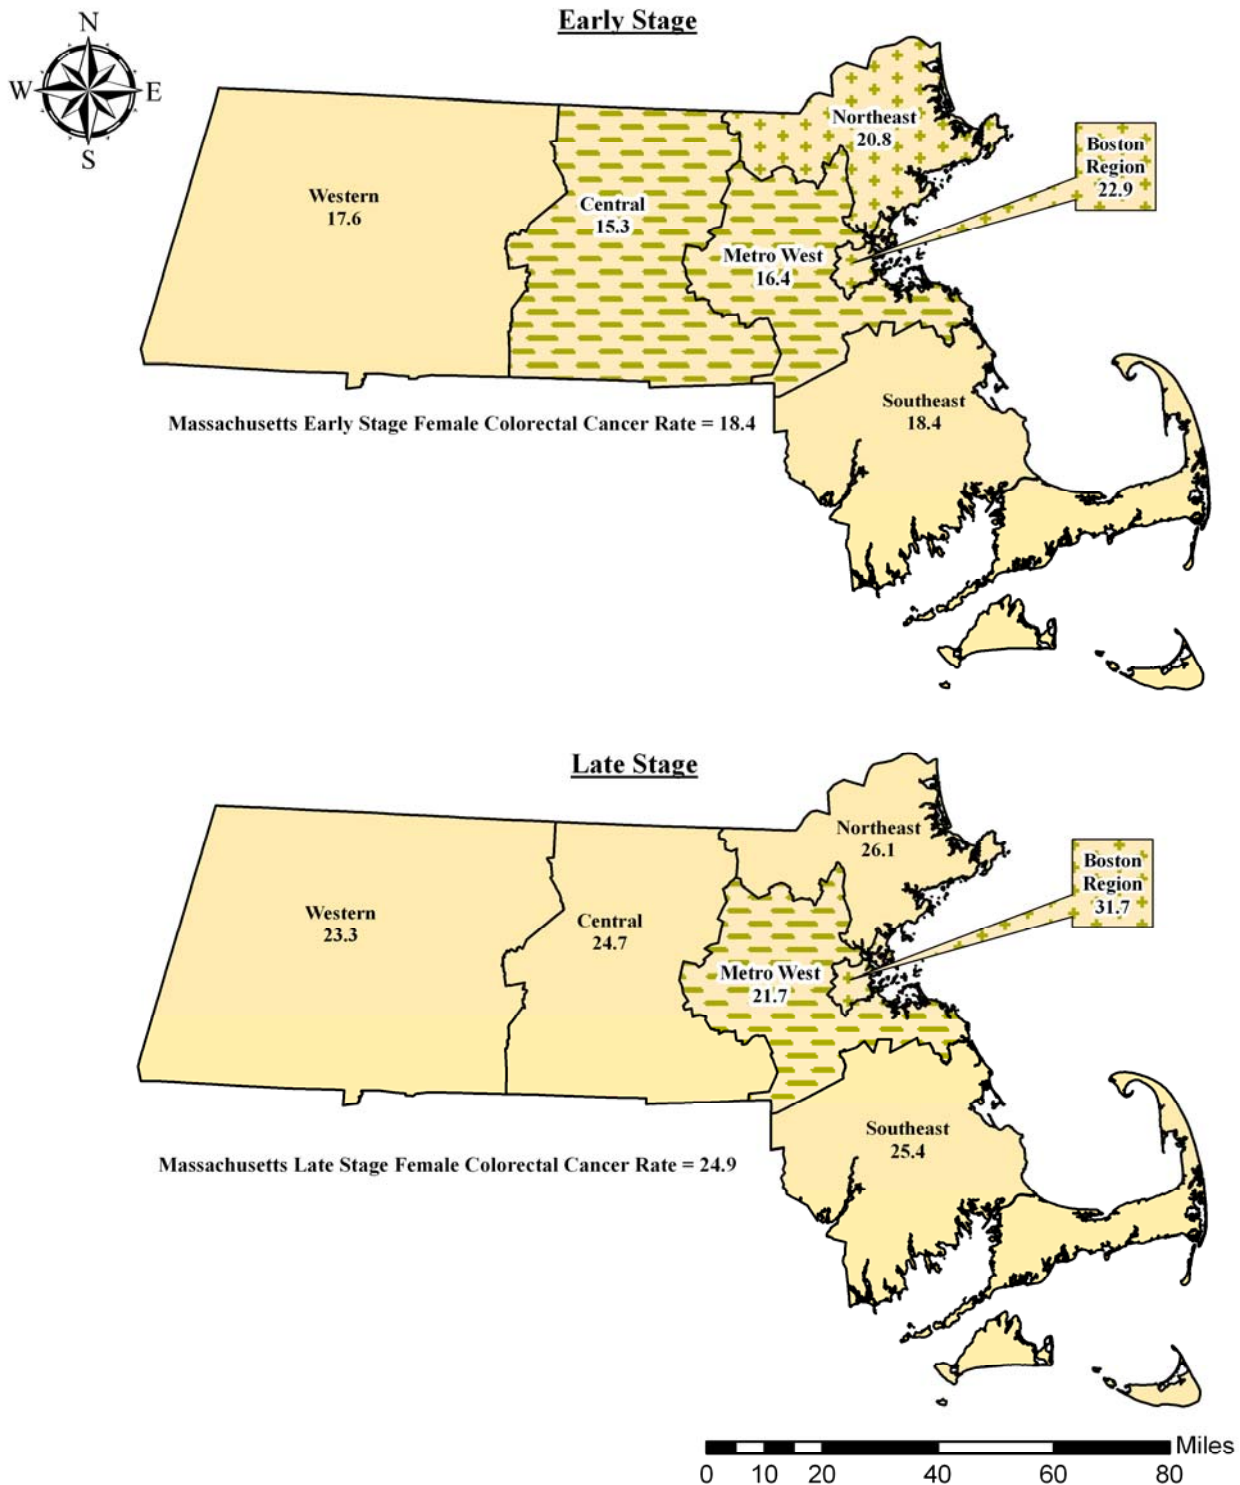 Early Stage
N
W
E
S
Northeast
20.8
Boston
Region
22.9
Western
17.6
Central
15.3
Metro West
16.4
Southeast
18.4
Massachusetts Early Stage Female Colorectal Cancer Rate = 18.4
Late Stage
Northeast
26.1
Boston
Region
31.7
Western
23.3
Central
24.7
Metro West
21.7
Southeast
25.4
Massachusetts Late Stage Female Colorectal Cancer Rate = 24.9
Miles
0 10 20 40 60 80